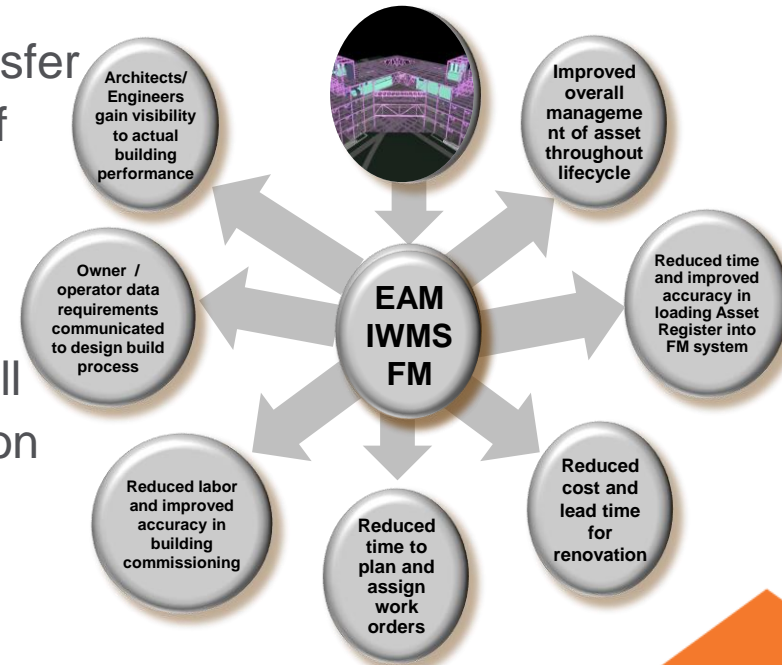 sfer
f
ll
on
Architects/
Engineers
gain visibility
to actual
building
performance
Improved
overall
manageme
nt of asset
throughout
lifecycle
Owner /
operator data
requirements
communicated
to design build
process
EAM
IWMS
FM
Reduced time
and improved
accuracy in
loading Asset
Register into
FM system
Reduced labor
and improved
accuracy in
building
commissioning
Reduced
time to
plan and
assign
work
orders
Reduced
cost and
lead time
for
renovation